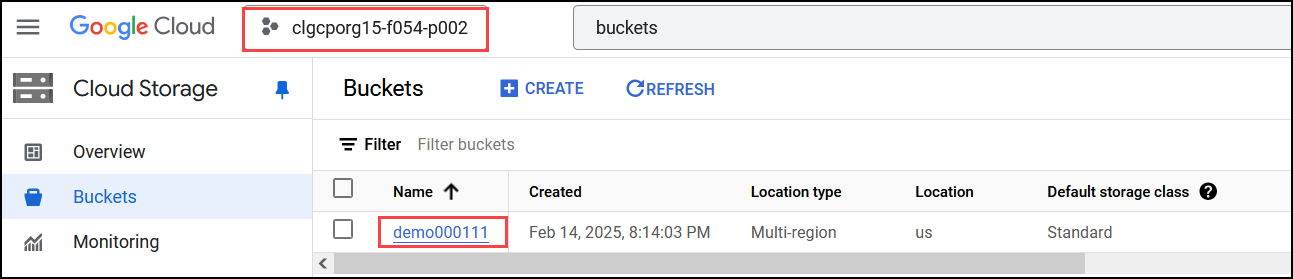 Google Cloud clgcporg15-f054-p002 buckets
Cloud Storage
Buckets CREATE REFRESH
Overview
Buckets
Monitoring
Filter Filter buckets
Name Created Location type Location Default storage class ?
demo000111 Feb 14, 2025, 8:14:03 PM Multi-region us Standard